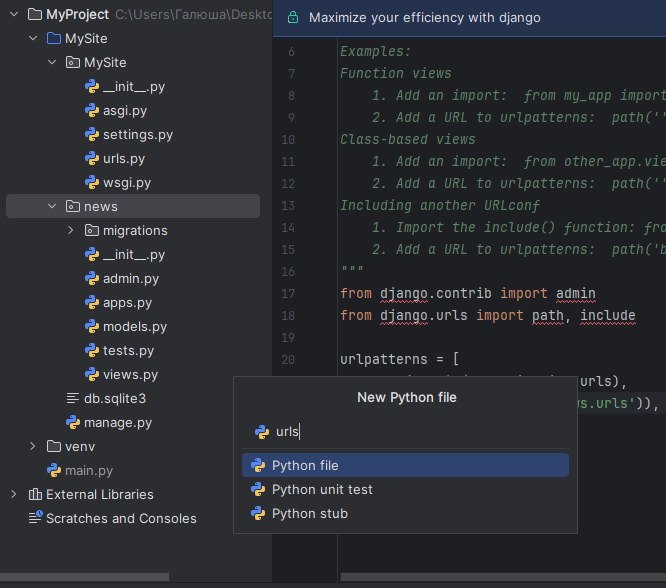 MyProject C:\Users\Галюша\Deskto
MySite
MySite
__init__.py
asgi.py
settings.py
urls.py
wsgi.py
news
migrations
__init__.py
admin.py
apps.py
models.py
tests.py
views.py
db.sqlite3
manage.py
venv
main.py
External Libraries
Scratches and Consoles
Maximize your efficiency with django
6 Examples:
7 Function views
8 1. Add an import: from my_app import
9 2. Add a URL to urlpatterns: path(''
10 Class-based views
11 1. Add an import: from other_app.vie
12 2. Add a URL to urlpatterns: path(''
13 Including another URLconf
14 1. Import the include() function: fro
15 2. Add a URL to urlpatterns: path('b
16 """
17 from django.contrib import admin
18 from django.urls import path, include
19
20 urlpatterns = [
urls),
s.urls')),
New Python file
urls
Python file
Python unit test
Python stub